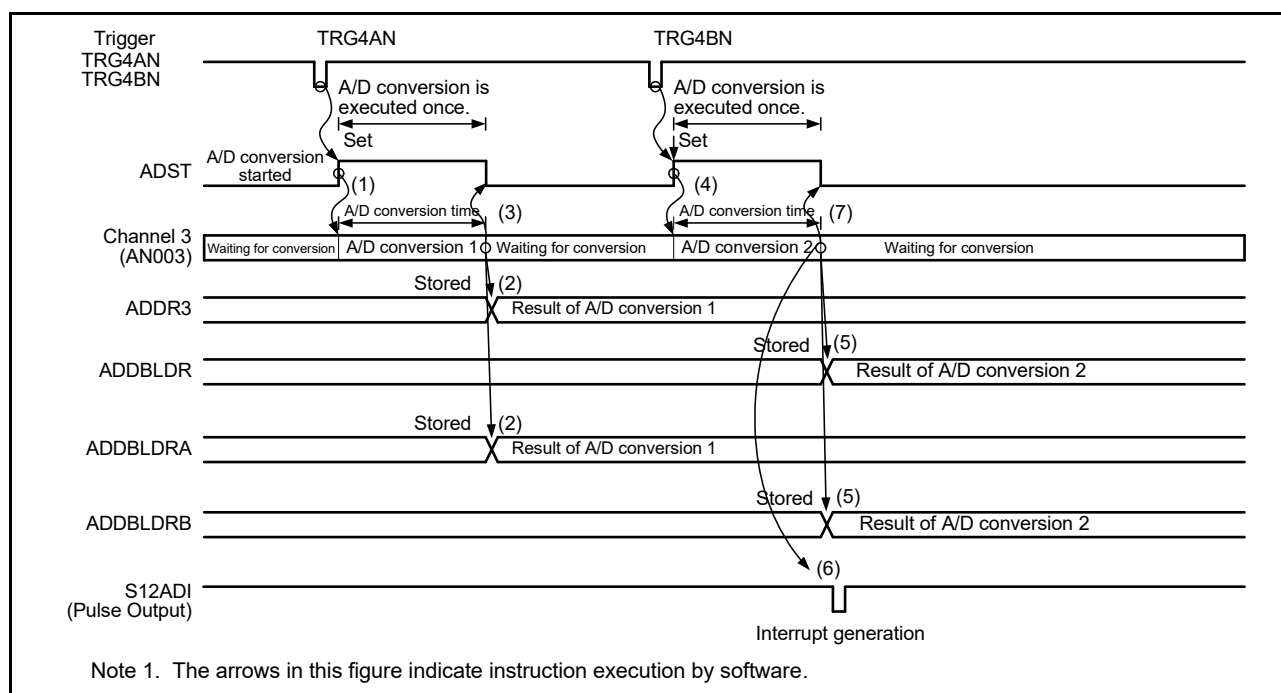 Trigger
TRG4AN
TRG4BN
TRG4AN
TRG4BN
A/D conversion is
executed once.
A/D conversion is
executed once.
Set
Set
ADST
A/D conversion
started
(1)
(4)
A/D conversion time
(3)
A/D conversion time
(7)
Channel 3
(AN003)
Waiting for conversion
A/D conversion 1
Waiting for conversion
A/D conversion 2
Waiting for conversion
Stored
(2)
ADDR3
Result of A/D conversion 1
Stored
(5)
ADDBLDR
Result of A/D conversion 2
Stored
(2)
ADDBLDRA
Result of A/D conversion 1
Stored
(5)
ADDBLDRB
Result of A/D conversion 2
(6)
S12ADI
(Pulse Output)
Interrupt generation
Note 1. The arrows in this figure indicate instruction execution by software.